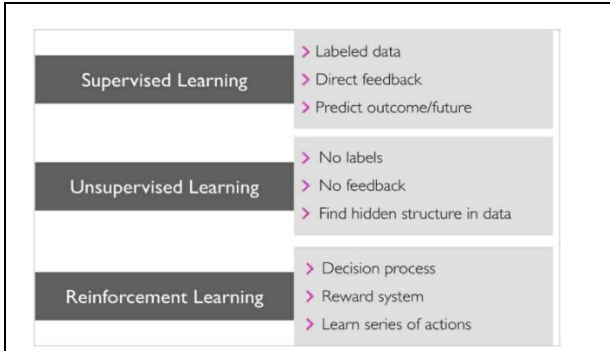 Supervised Learning
Labeled data
Direct feedback
Predict outcome/future
Unsupervised Learning
No labels
No feedback
Find hidden structure in data
Reinforcement Learning
Decision process
Reward system
Learn series of actions